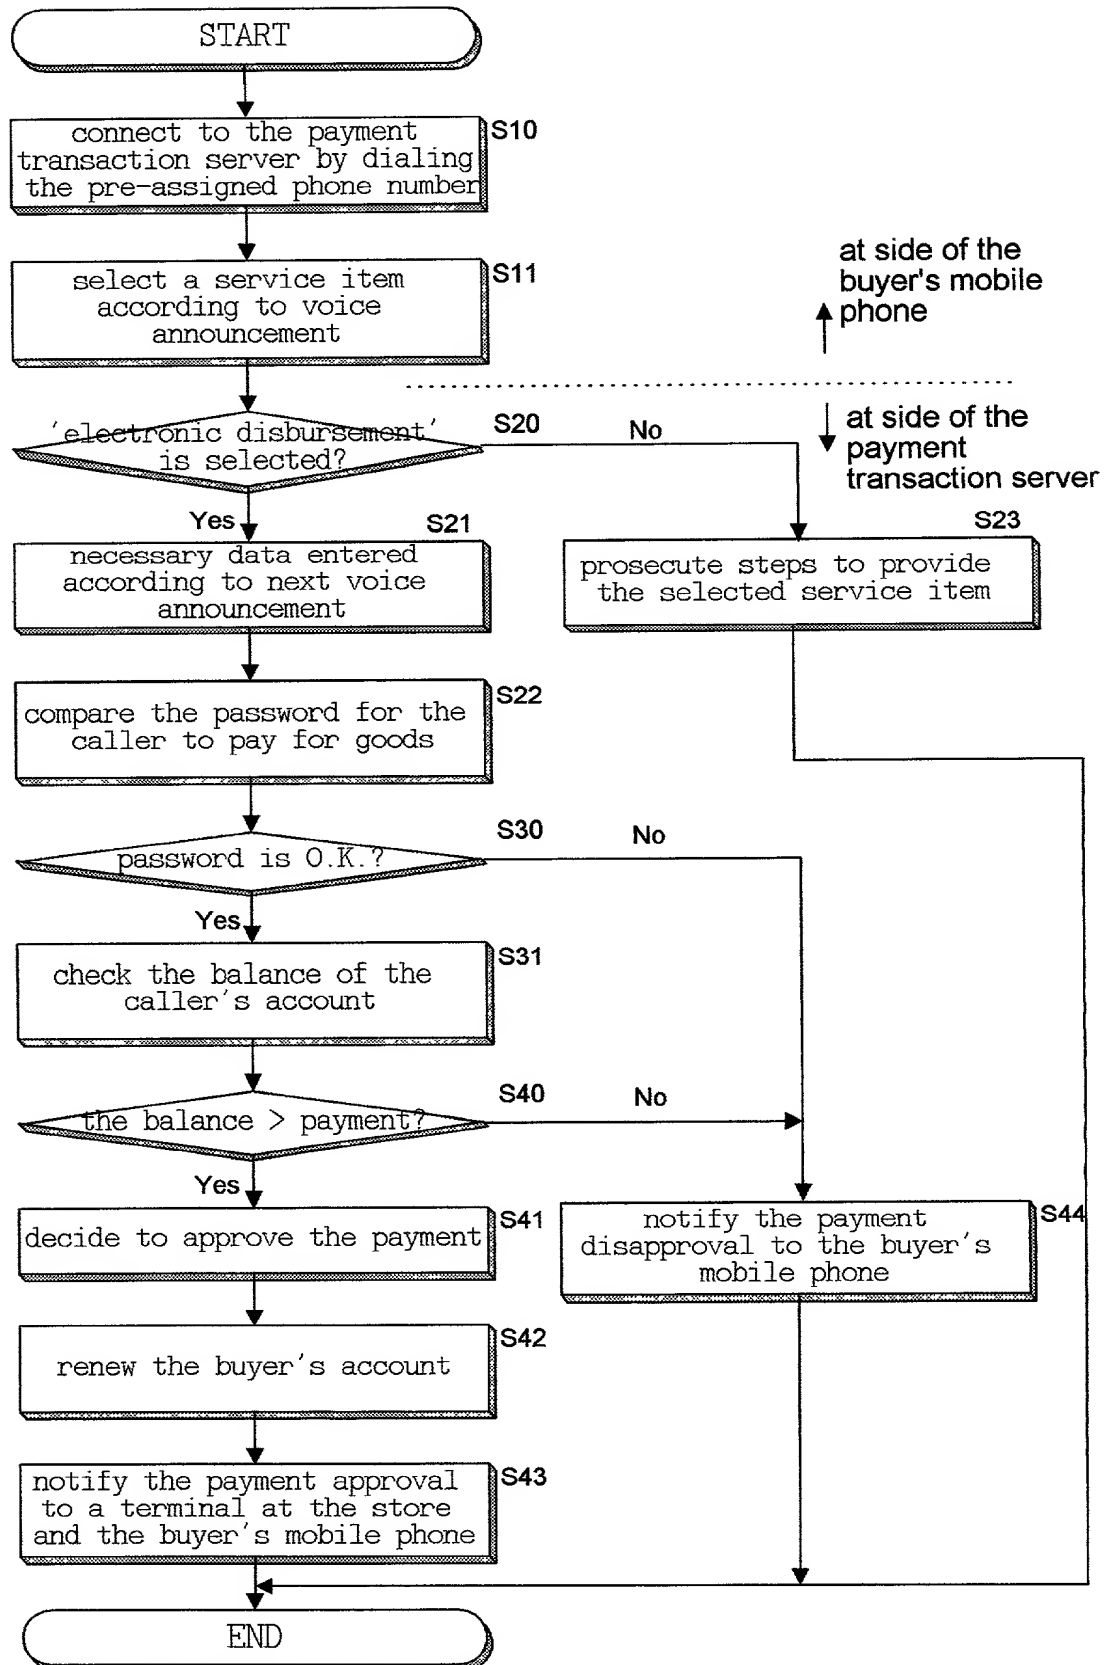 START
connect to the payment
transaction server by dialing
the pre-assigned phone number
S10
select a service item
according to voice
announcement
S11
at side of the
buyer's mobile
phone
'electronic disbursement'
is selected?
S20
No
at side of the
payment
transaction server
Yes
S21
necessary data entered
according to next voice
announcement
S23
prosecute steps to provide
the selected service item
S22
compare the password for the
caller to pay for goods
S30
No
password is O.K.?
Yes
S31
check the balance of the
caller's account
S40
No
the balance > payment?
Yes
S41
decide to approve the payment
S44
notify the payment
disapproval to the buyer's
mobile phone
S42
renew the buyer's account
S43
notify the payment approval
to a terminal at the store
and the buyer's mobile phone
END